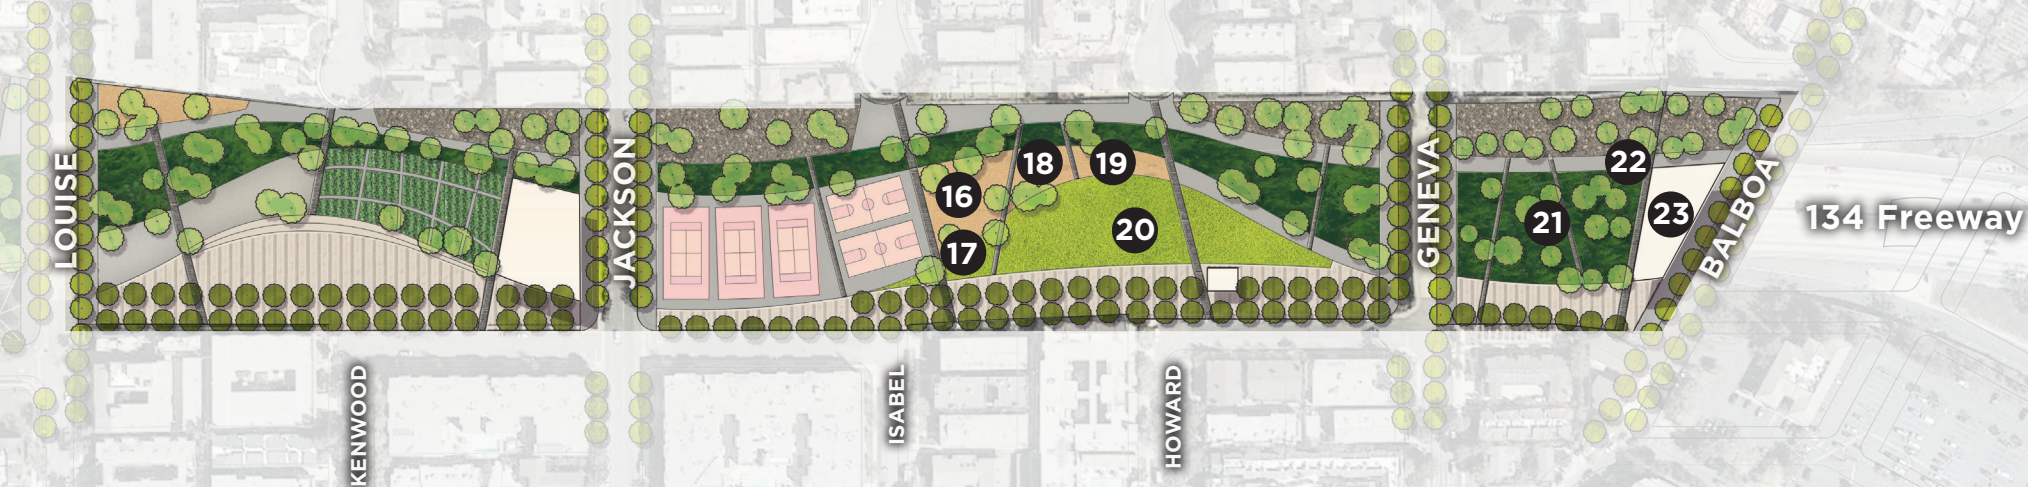 LOUISE
KENWOOD
JACKSON
ISABEL
16
17
18
19
20
HOWARD
GENEVA
21
22
23
BALBOA
134 Freeway